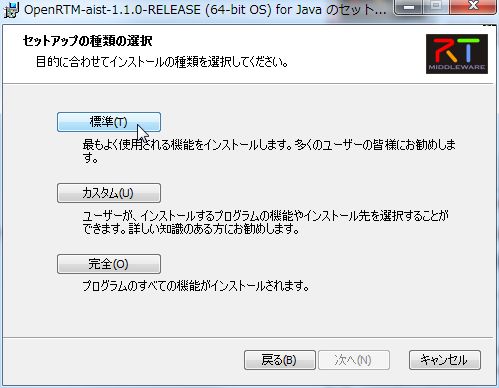 OpenRTM-aist-1.1.0-RELEASE (64-bit OS) for Java のセット...
セットアップの種類の選択
目的に合わせてインストールの種類を選択してください。
RT
MIDDLEWARE
標準(T)
最もよく使用される機能をインストールします。多くのユーザーの皆様にお勧めしま
す。
カスタム(U)
ユーザーが、インストールするプログラムの機能やインストール先を選択することが
できます。詳しい知識のある方にお勧めします。
完全(O)
プログラムのすべての機能がインストールされます。
戻る(B) 次へ(N) キャンセル